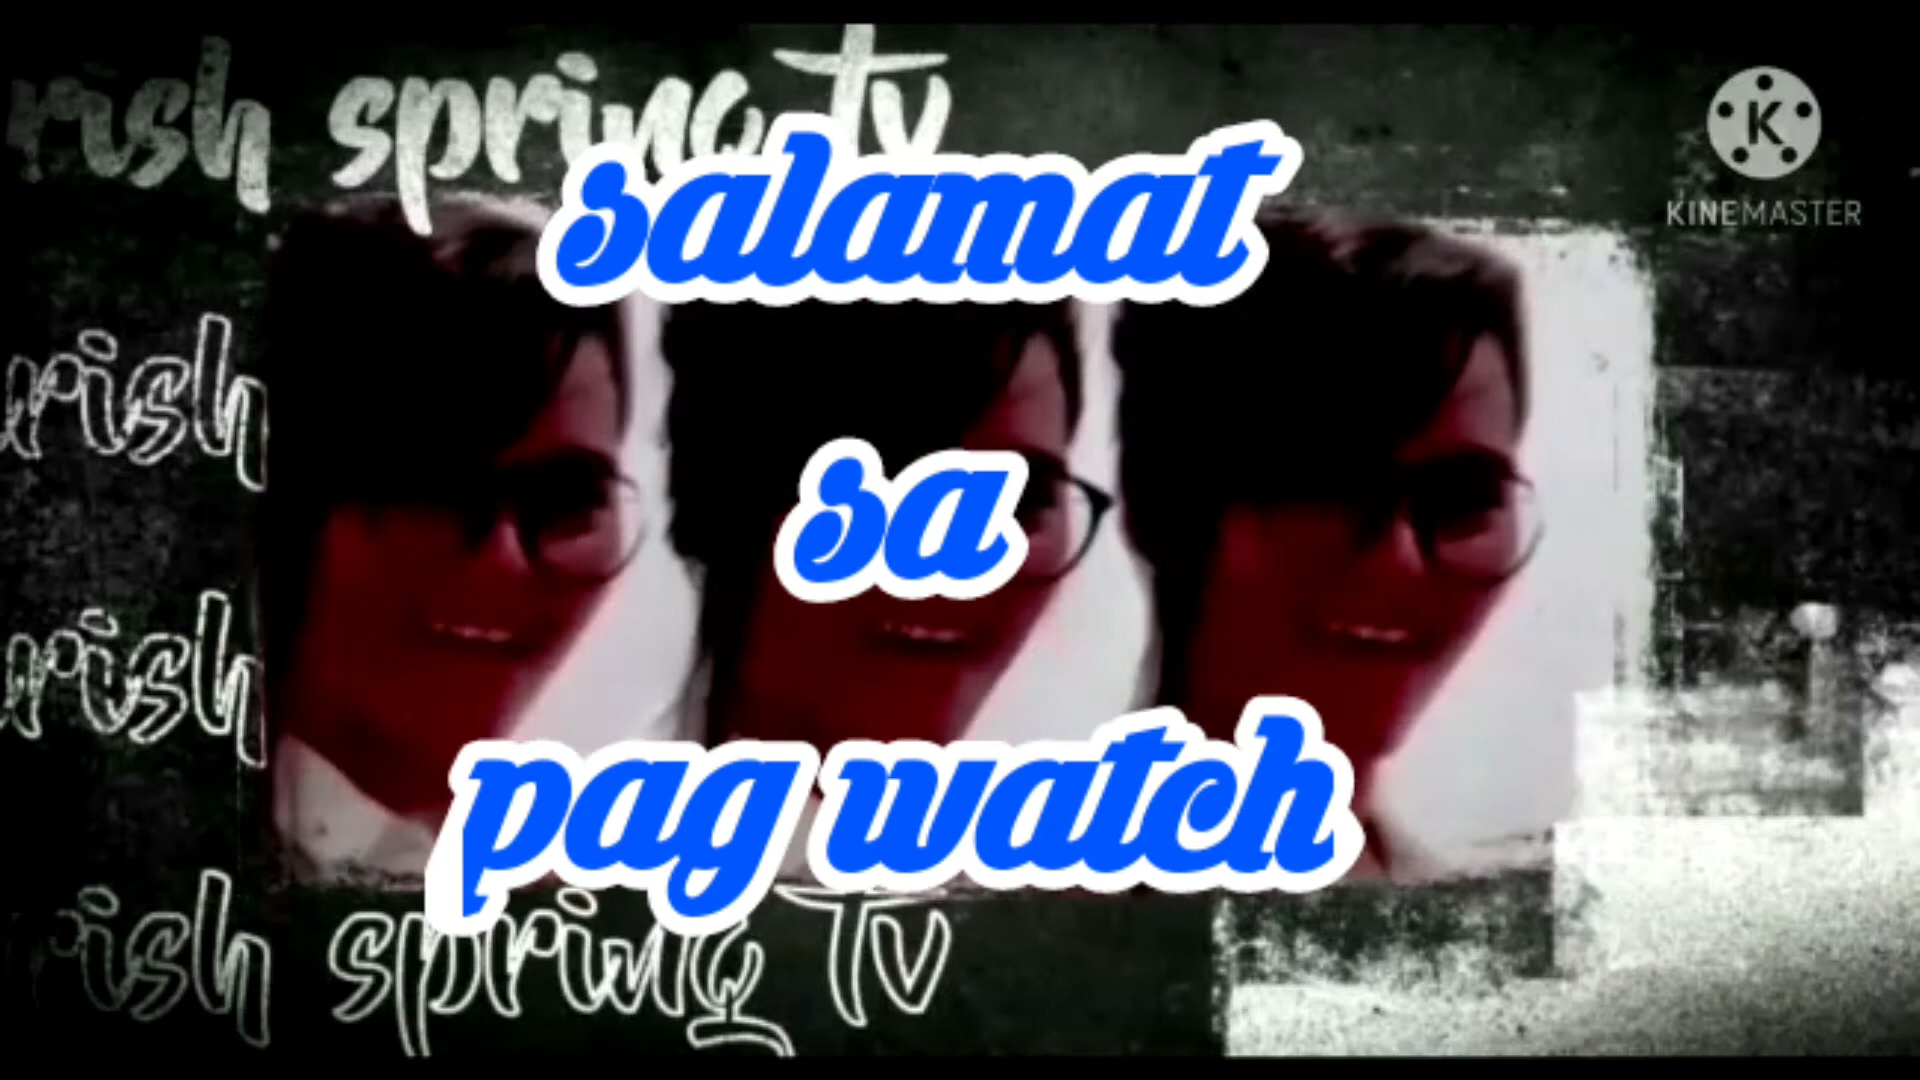 rish spring Tv
KINEMASTER
salamat
rish
sa
rish
pag watch
rish spring Tv